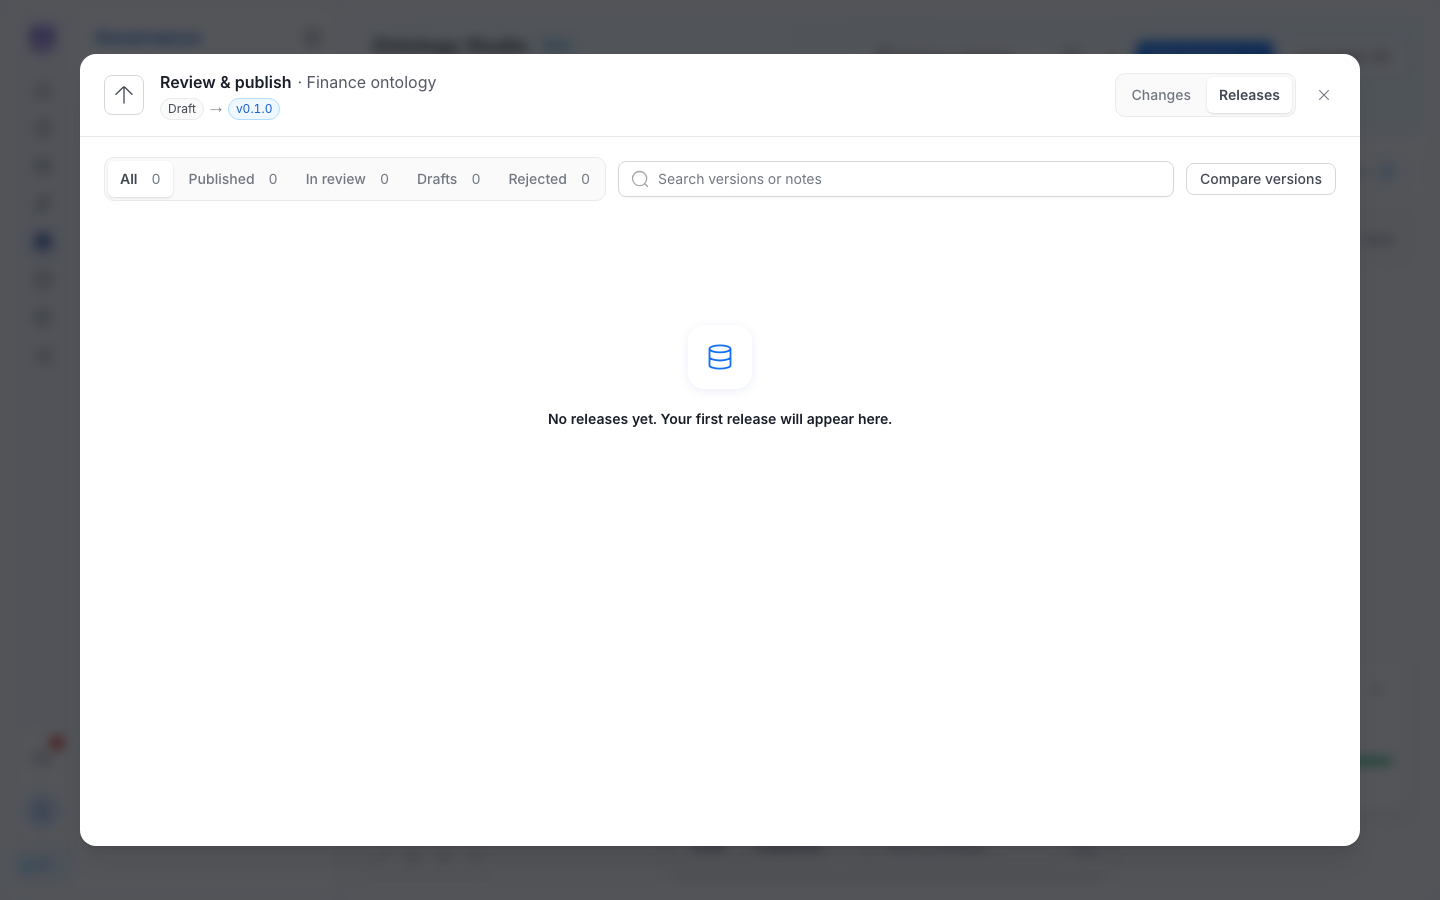 Review & publish · Finance ontology
Draft → v0.1.0
Changes
Releases
All 0
Published 0
In review 0
Drafts 0
Rejected 0
Search versions or notes
Compare versions
No releases yet. Your first release will appear here.